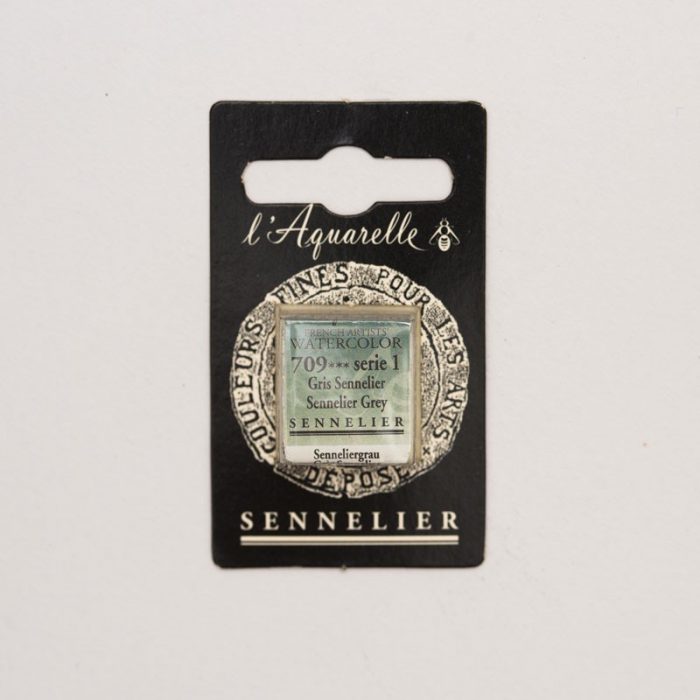 l'Aquarelle
COULEURS FINES POUR LES ARTS
FRENCH ARTISTS'
WATERCOLOR
709*** serie 1
Gris Sennelier
Sennelier Grey
SENNELIER
Senneliergrau
DÉPOSÉ
SENNELIER